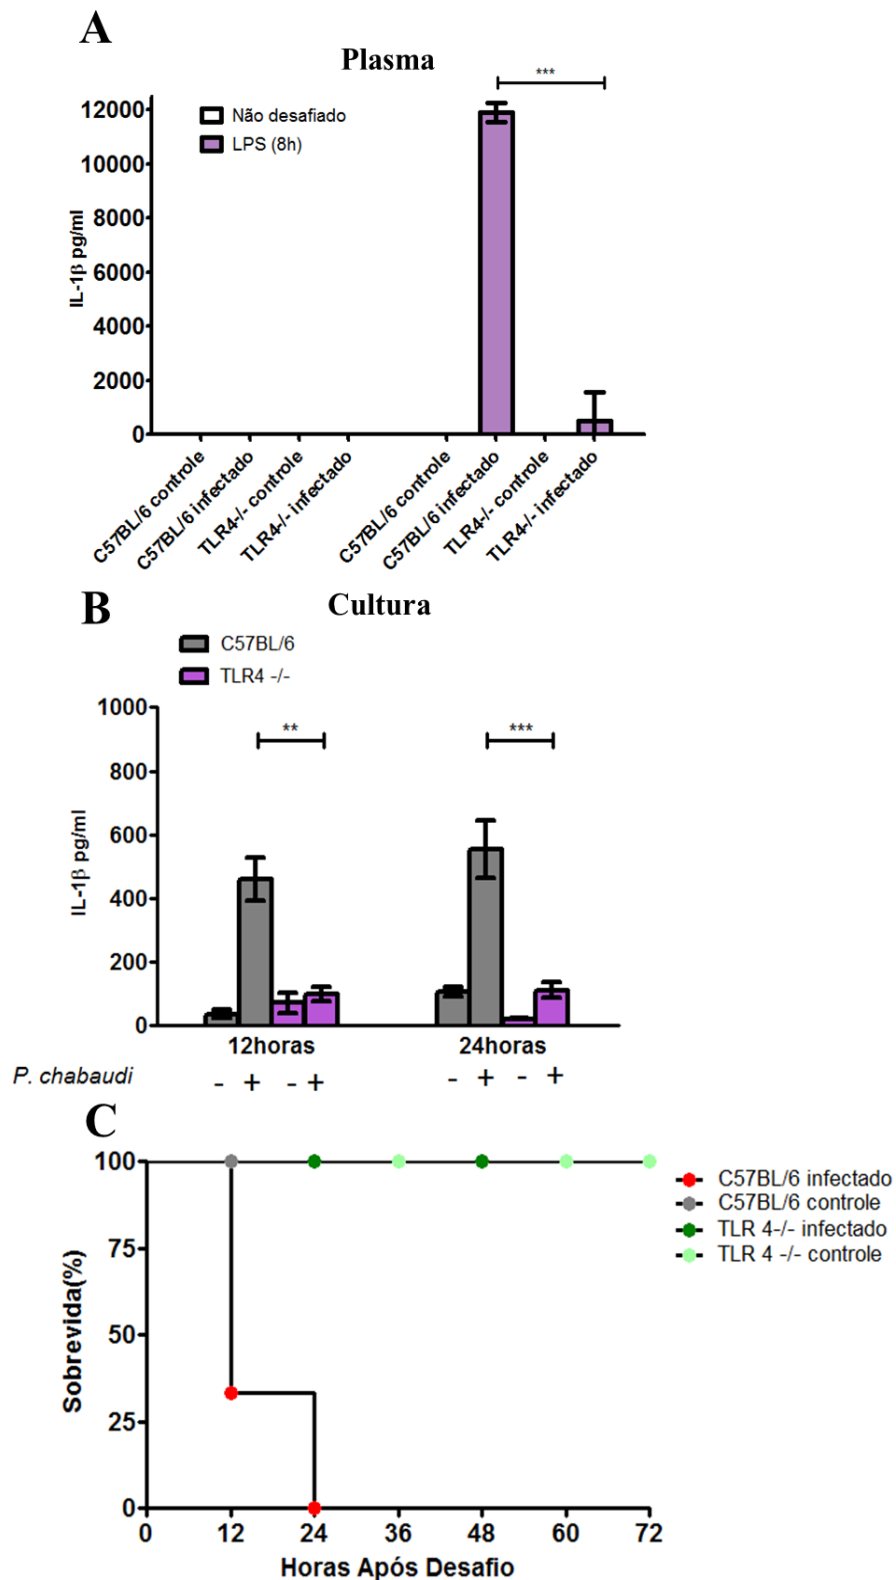 A
Plasma
***
Não desafiado
LPS (8h)
IL-1β pg/ml
12000
10000
8000
6000
4000
2000
0
C57BL/6 controle
C57BL/6 infectado
TLR4-/- controle
TLR4-/- infectado
C57BL/6 controle
C57BL/6 infectado
TLR4-/- controle
TLR4-/- infectado
B
Cultura
C57BL/6
TLR4 -/-
IL-1β pg/ml
1000
800
600
400
200
0
**
***
12horas 24horas
P. chabaudi - + - + - + - +
C
Sobrevida(%)
100
75
50
25
0
0 12 24 36 48 60 72
Horas Após Desafio
C57BL/6 infectado
C57BL/6 controle
TLR 4-/- infectado
TLR 4 -/- controle